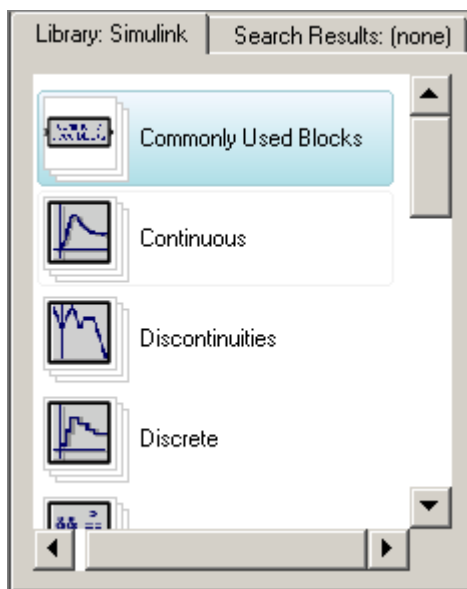 Library: Simulink
Search Results: (none)
Commonly Used Blocks
Continuous
Discontinuities
Discrete